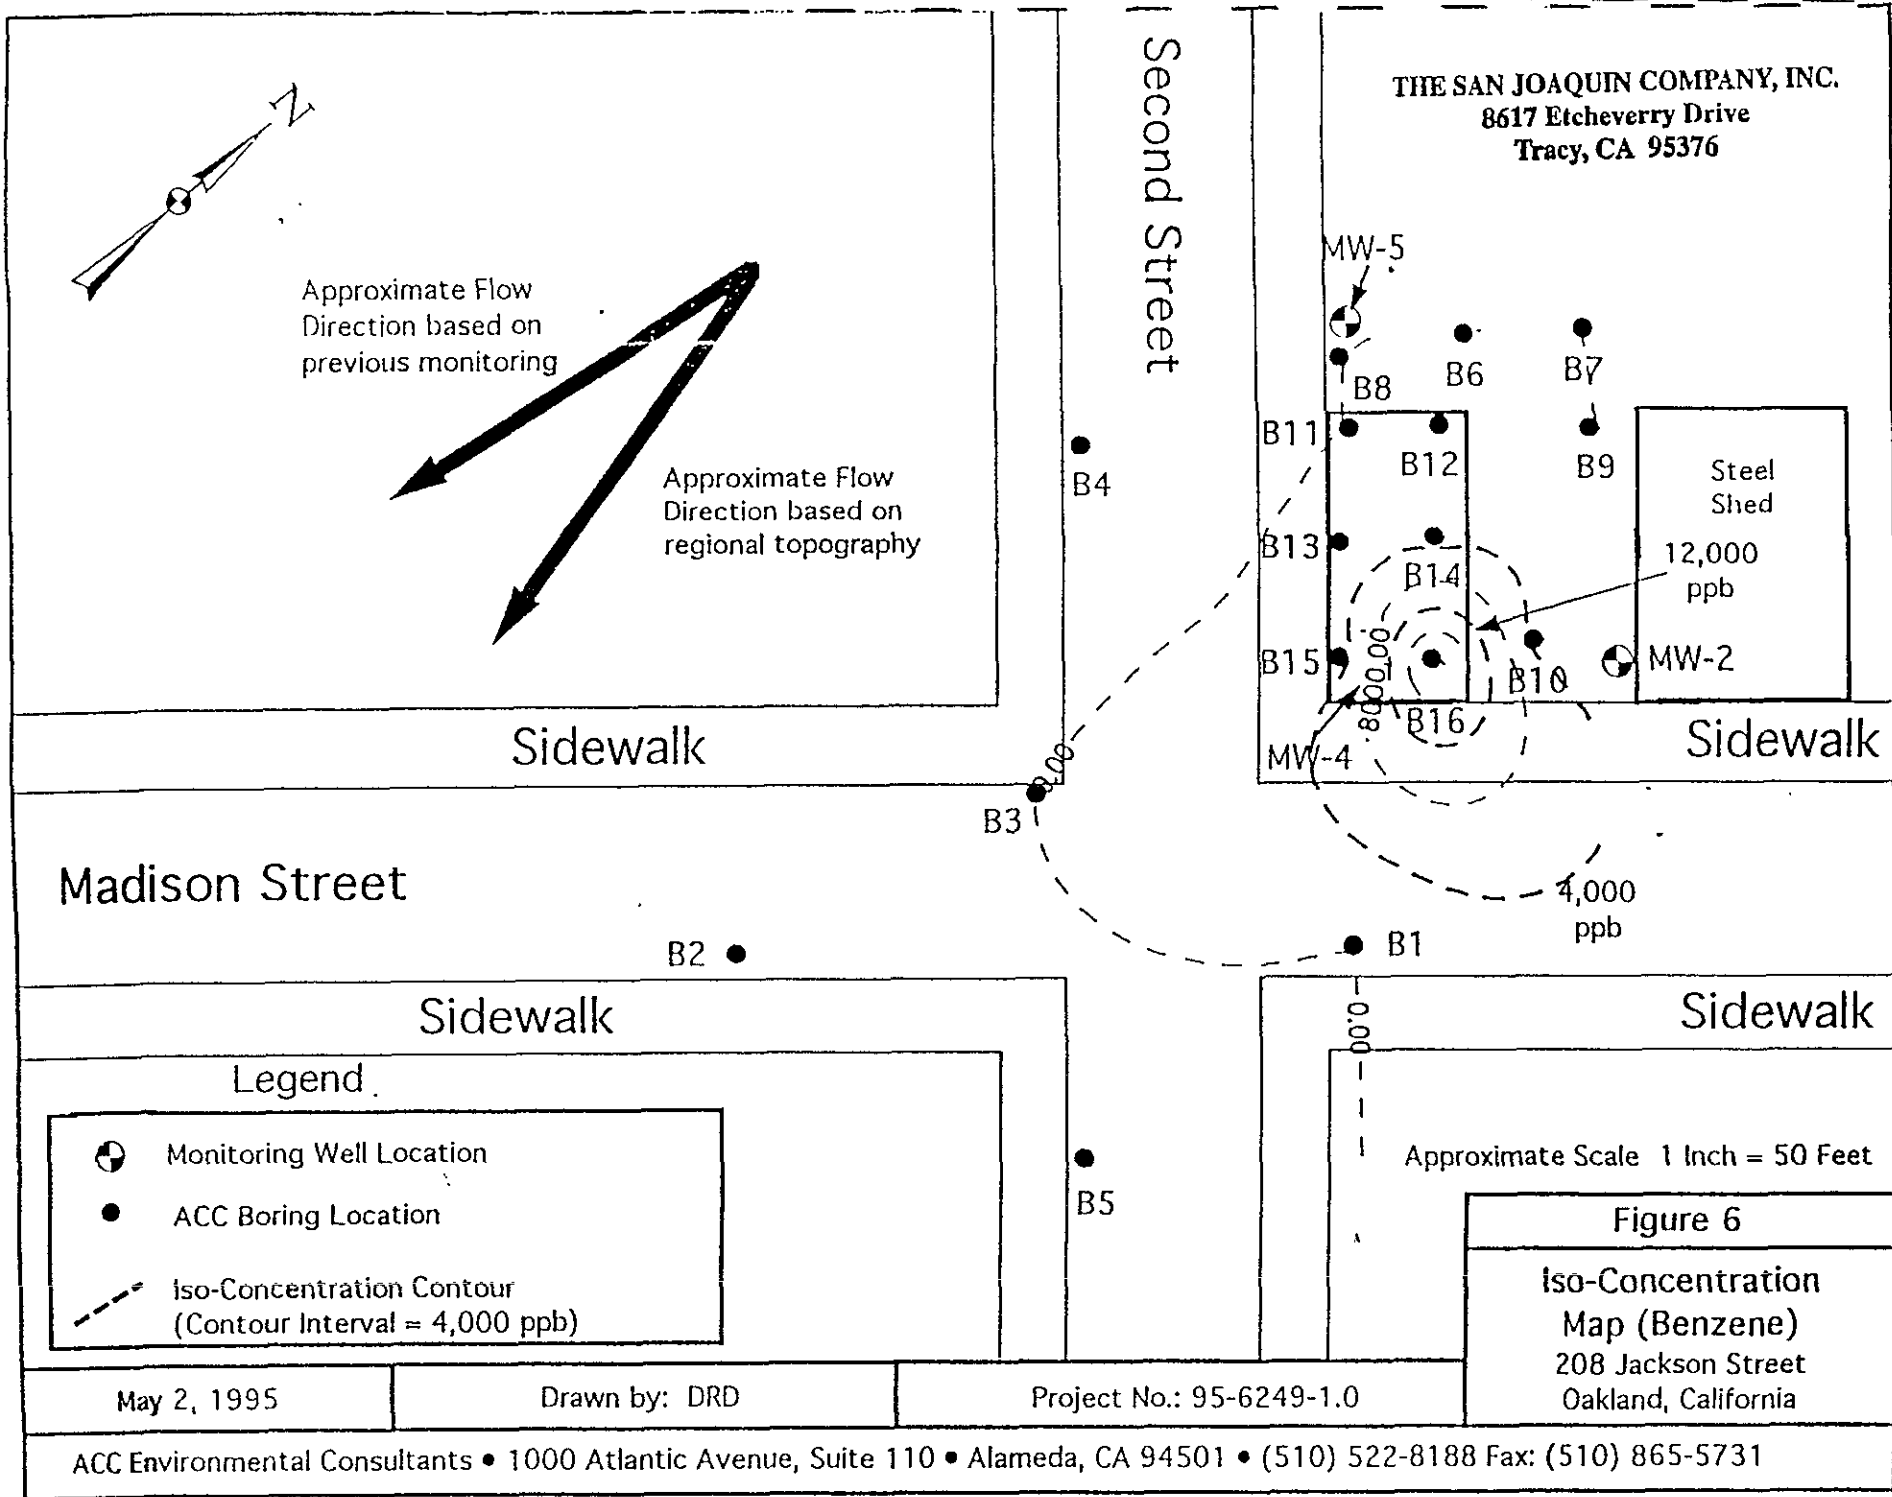 THE SAN JOAQUIN COMPANY, INC.
8617 Etcheverry Drive
Tracy, CA 95376
N
Second Street
Approximate Flow
Direction based on
previous monitoring
Approximate Flow
Direction based on
regional topography
MW-5
B8
B6
B7
B11
B12
B9
B4
Steel
Shed
B13
B14
12,000
ppb
B15
8000.00
B16
B10
MW-2
MW-4
Sidewalk
Sidewalk
B3
Madison Street
4,000
ppb
B2
B1
Sidewalk
Sidewalk
0.00
Legend
Monitoring Well Location
ACC Boring Location
Iso-Concentration Contour
(Contour Interval = 4,000 ppb)
B5
Approximate Scale 1 Inch = 50 Feet
Figure 6
Iso-Concentration
Map (Benzene)
208 Jackson Street
Oakland, California
May 2, 1995
Drawn by: DRD
Project No.: 95-6249-1.0
ACC Environmental Consultants • 1000 Atlantic Avenue, Suite 110 • Alameda, CA 94501 • (510) 522-8188 Fax: (510) 865-5731